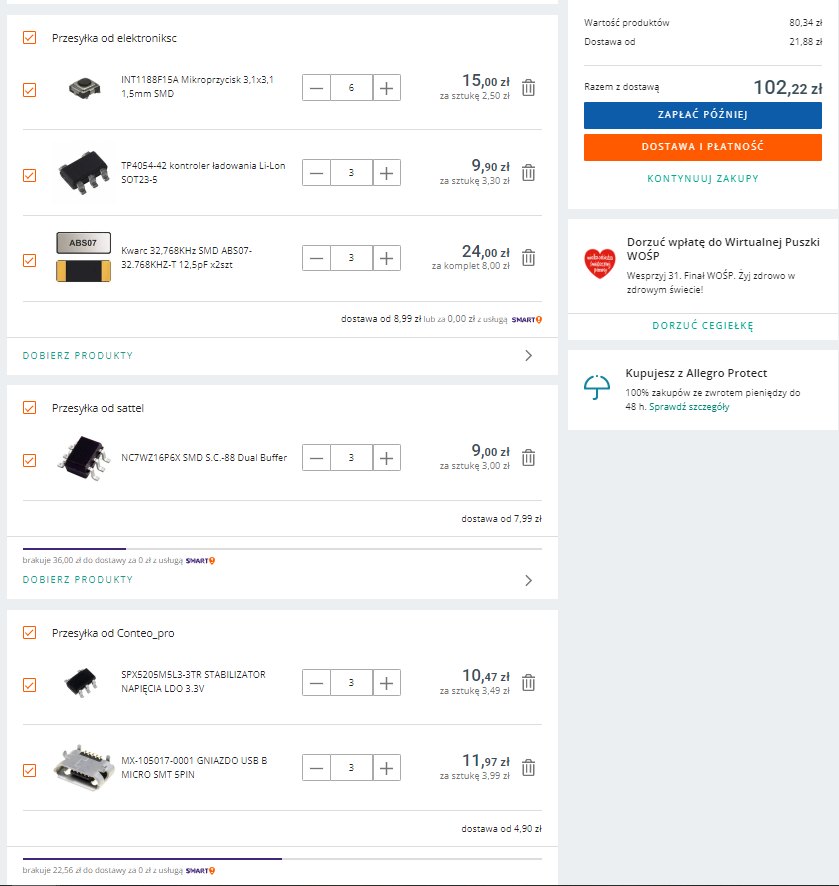 Przesyłka od elektroniksc
INT1188F15A Mikroprzycisk 3,1x3,1
1,5mm SMD
6
15,00 zł
za sztukę 2,50 zł
TP4054-42 kontroler ładowania Li-Lon
SOT23-5
3
9,90 zł
za sztukę 3,30 zł
ABS07
Kwarc 32,768KHz SMD ABS07-
32.768KHZ-T 12,5pF x2szt
3
24,00 zł
za komplet 8,00 zł
dostawa od 8,99 zł lub za 0,00 zł z usługą SMART!
DOBIERZ PRODUKTY
Przesyłka od sattel
NC7WZ16P6X SMD S.C.-88 Dual Buffer
3
9,00 zł
za sztukę 3,00 zł
dostawa od 7,99 zł
brakuje 36,00 zł do dostawy za 0 zł z usługą SMART!
DOBIERZ PRODUKTY
Przesyłka od Conteo_pro
SPX5205M5L3-3TR STABILIZATOR
NAPIĘCIA LDO 3.3V
3
10,47 zł
za sztukę 3,49 zł
MX-105017-0001 GNIAZDO USB B
MICRO SMT 5PIN
3
11,97 zł
za sztukę 3,99 zł
dostawa od 4,90 zł
brakuje 22,56 zł do dostawy za 0 zł z usługą SMART!
Wartość produktów 80,34 zł
Dostawa od 21,88 zł
Razem z dostawą 102,22 zł
ZAPŁAĆ PÓŹNIEJ
DOSTAWA I PŁATNOŚĆ
KONTYNUUJ ZAKUPY
Dorzuć wpłatę do Wirtualnej Puszki
WOŚP
Wesprzyj 31. Finał WOŚP. Żyj zdrowo w
zdrowym świecie!
DORZUĆ CEGIEŁKĘ
Kupujesz z Allegro Protect
100% zakupów ze zwrotem pieniędzy do
48 h. Sprawdź szczegóły